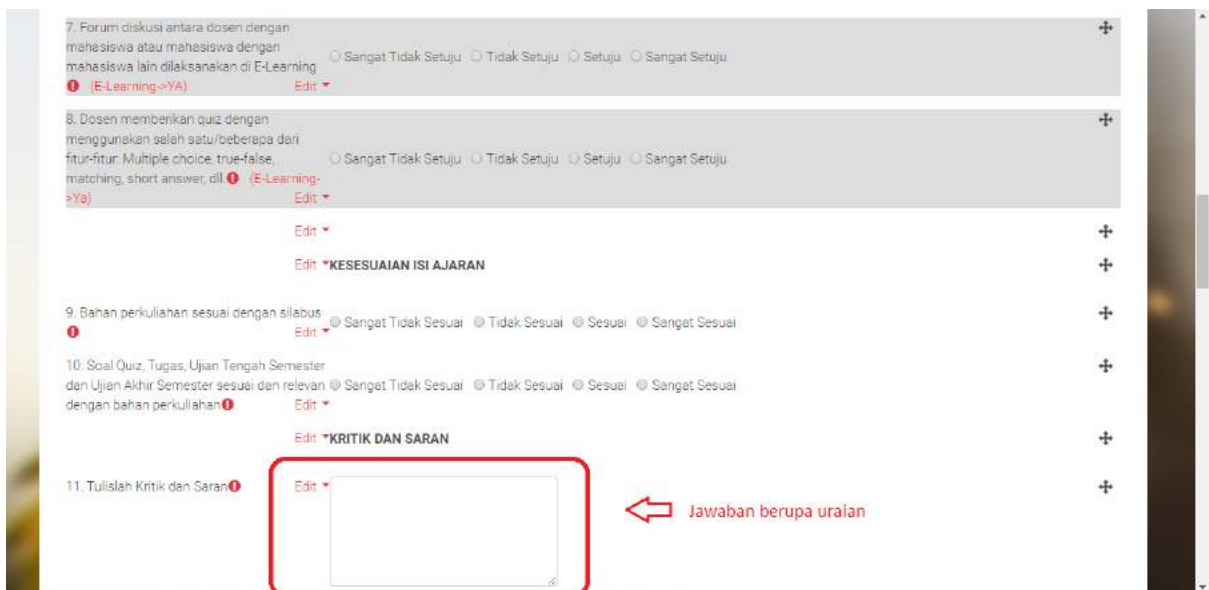 7. Forum diskusi antara dosen dengan
mahasiswa atau mahasiswa dengan
mahasiswa lain dilaksanakan di E-Learning
Sangat Tidak Setuju Tidak Setuju Setuju Sangat Setuju
(E-Learning->YA) Edit
8. Dosen memberikan quiz dengan
menggunakan salah satu/beberapa dari
fitur-fitur: Multiple choice, true-false,
matching, short answer, dll. (E-Learning-
>Ya) Edit
Sangat Tidak Setuju Tidak Setuju Setuju Sangat Setuju
Edit
Edit KESESUAIAN ISI AJARAN
9. Bahan perkuliahan sesuai dengan silabus
Edit
Sangat Tidak Sesuai Tidak Sesuai Sesuai Sangat Sesuai
10. Soal Quiz, Tugas, Ujian Tengah Semester
dan Ujian Akhir Semester sesuai dan relevan
dengan bahan perkuliahan Edit
Sangat Tidak Sesuai Tidak Sesuai Sesuai Sangat Sesuai
Edit KRITIK DAN SARAN
11. Tulislah Kritik dan Saran Edit
Jawaban berupa uraian